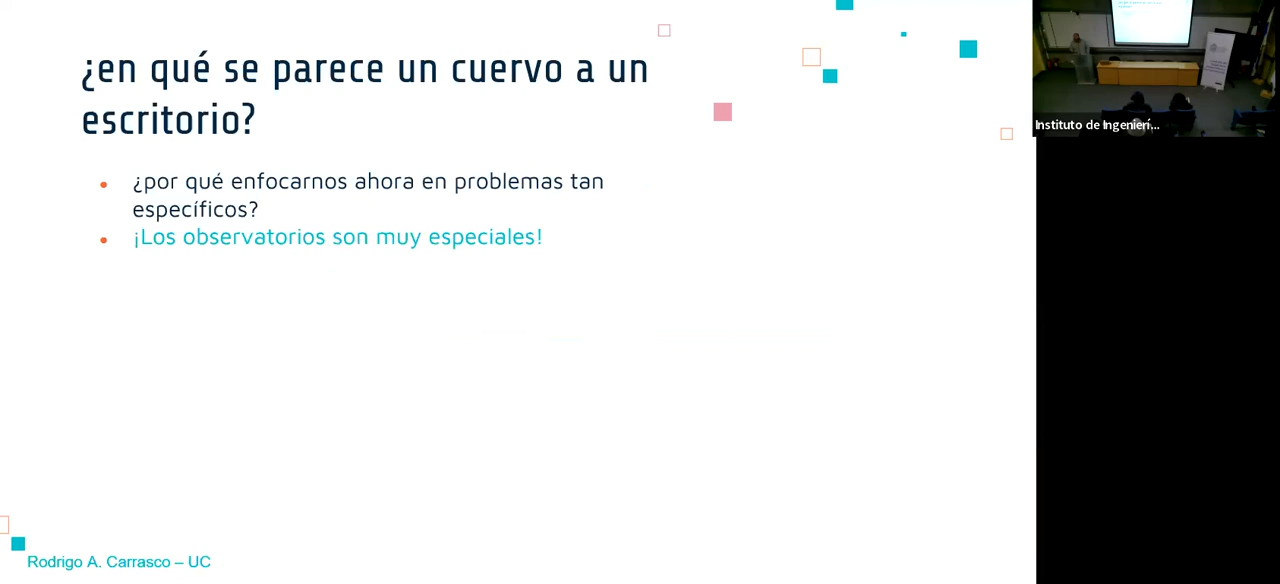 ¿en qué se parece un cuervo a un
escritorio?
¿por qué enfocarnos ahora en problemas tan
específicos?
¡Los observatorios son muy especiales!
Rodrigo A. Carrasco – UC
Instituto de Ingenierí...